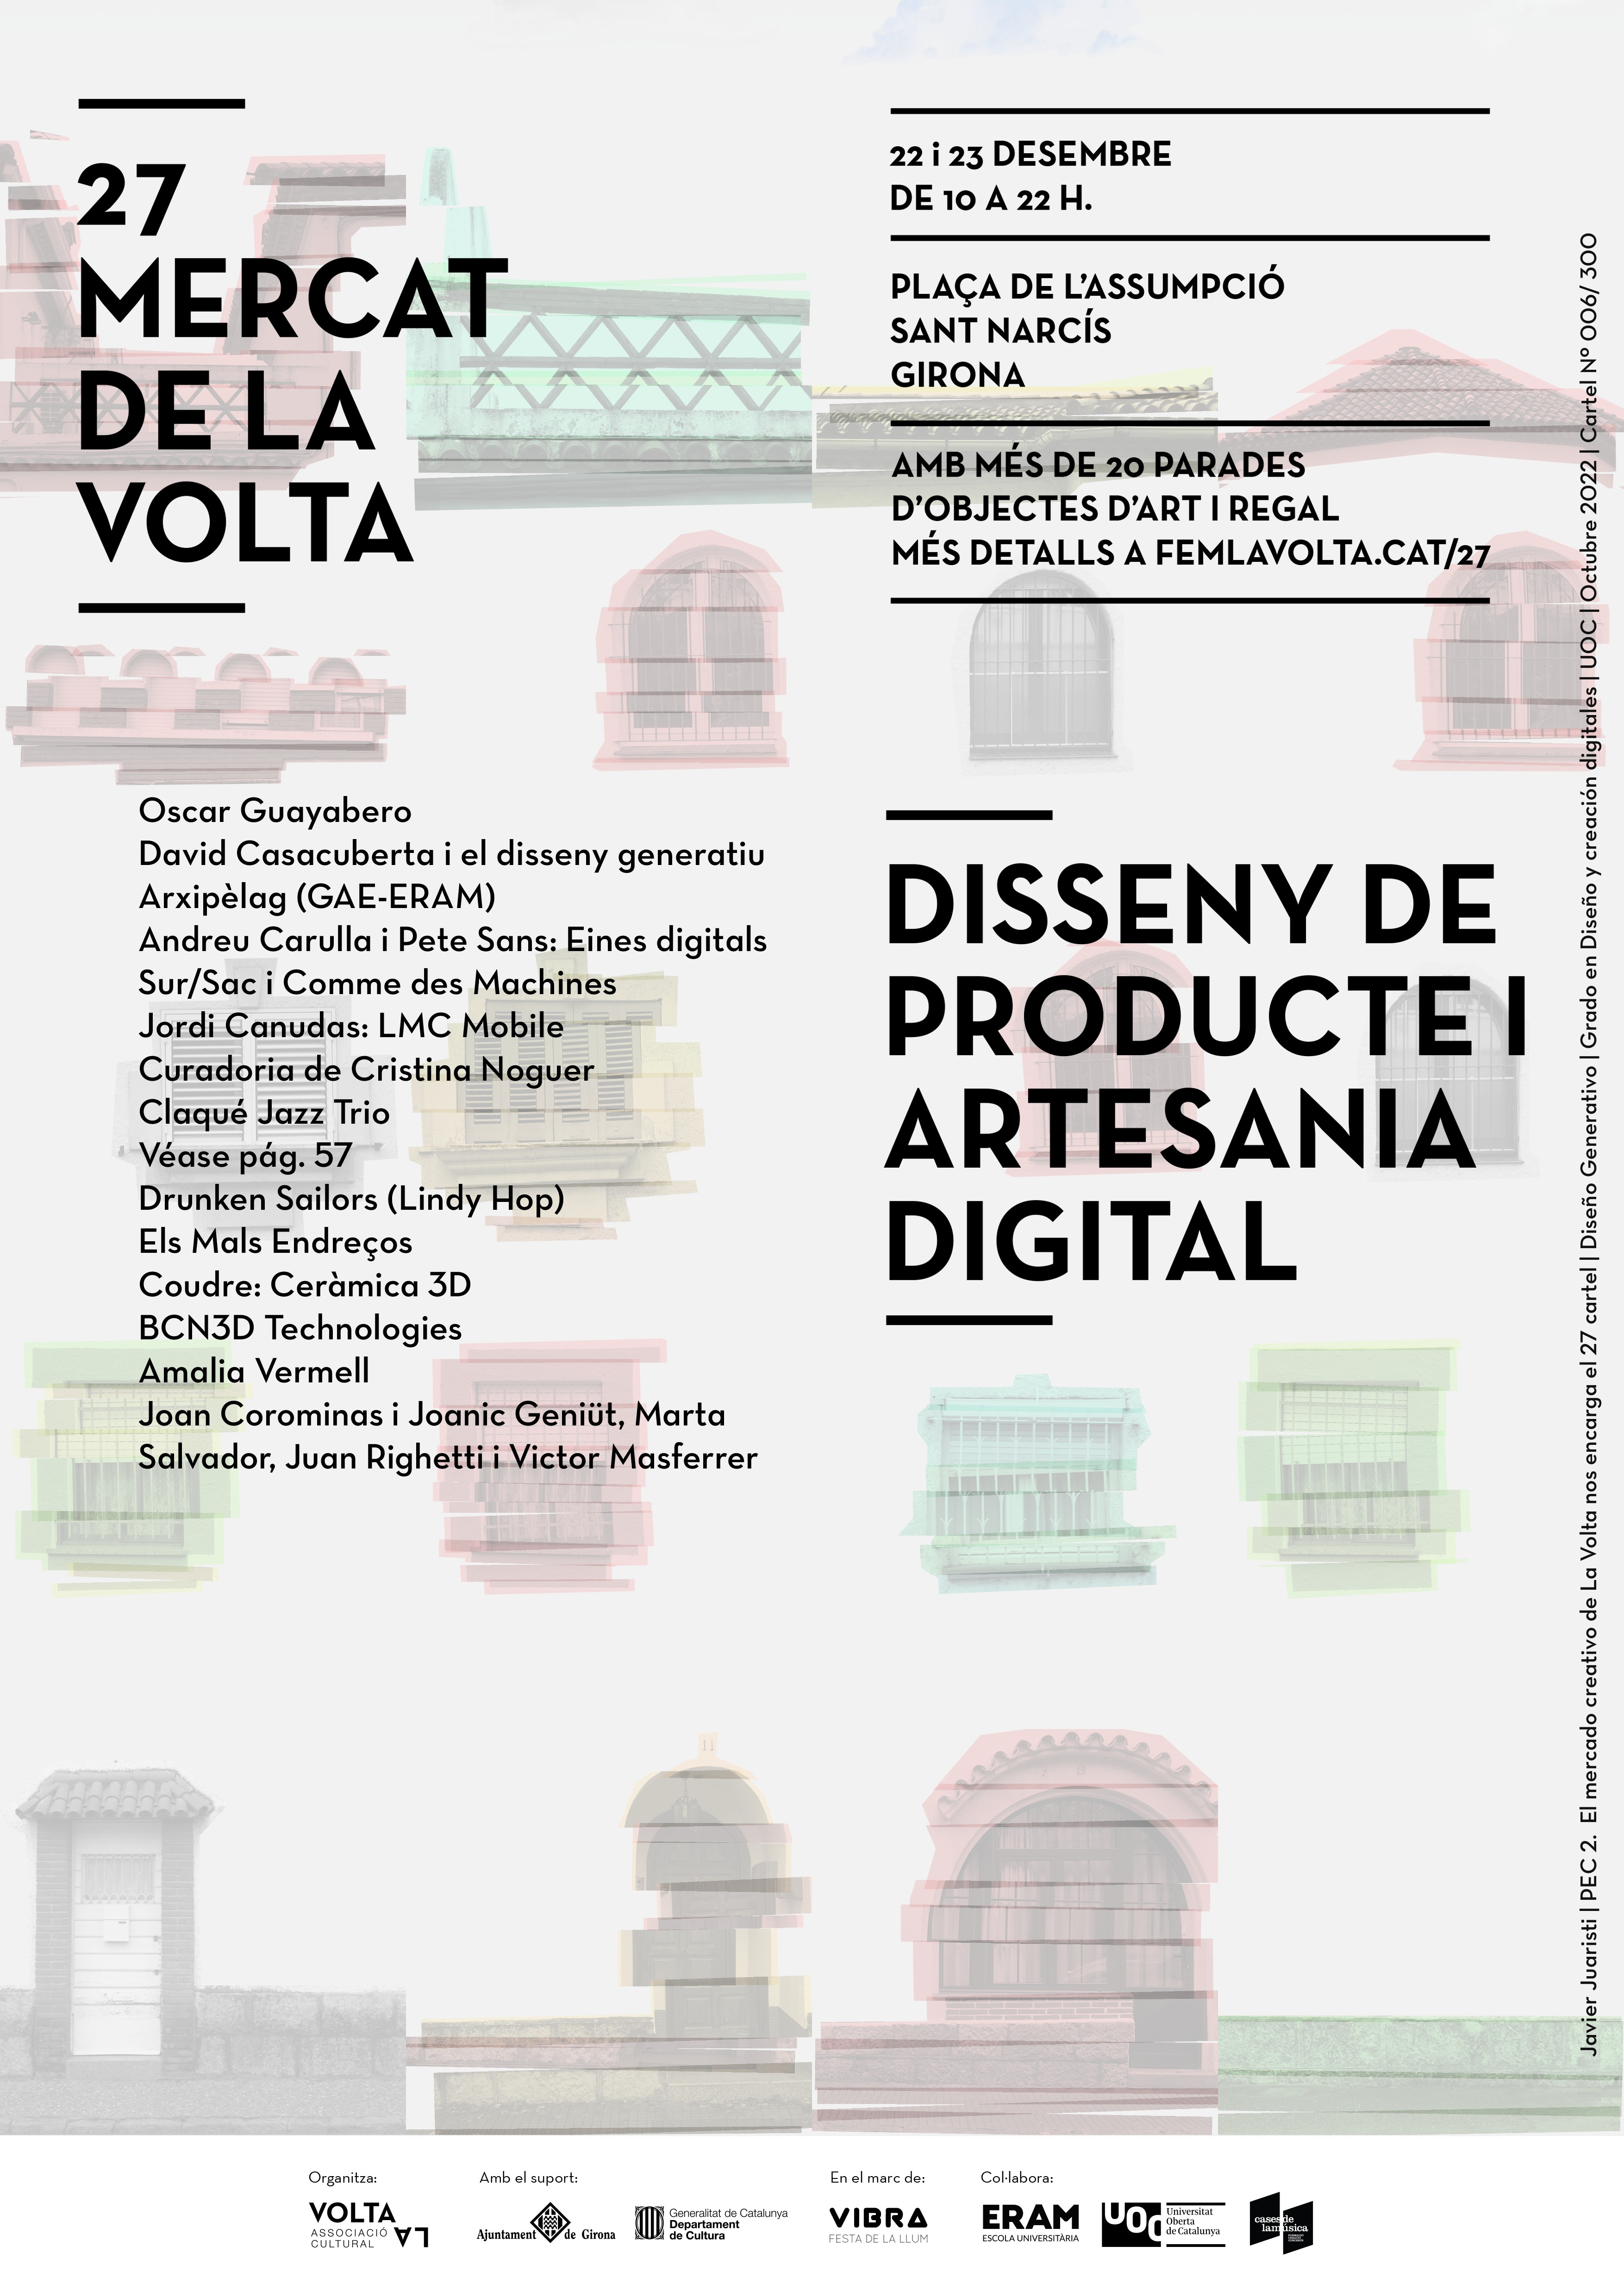 27
MERCAT
DE LA
VOLTA
22 i 23 DESEMBRE
DE 10 A 22 H.
PLAÇA DE L'ASSUMPCIÓ
SANT NARCÍS
GIRONA
AMB MÉS DE 20 PARADES
D'OBJECTES D'ART I REGAL
MÉS DETALLS A FEMLAVOLTA.CAT/27
Oscar Guayabero
David Casacuberta i el disseny generatiu
Arxipèlag (GAE-ERAM)
Andreu Carulla i Pete Sans: Eines digitals
Sur/Sac i Comme des Machines
Jordi Canudas: LMC Mobile
Curadoria de Cristina Noguer
Claqué Jazz Trio
Véase pág. 57
Drunken Sailors (Lindy Hop)
Els Mals Endreços
Coudre: Ceràmica 3D
BCN3D Technologies
Amalia Vermell
Joan Corominas i Joanic Geniüt, Marta
Salvador, Juan Righetti i Victor Masferrer
DISSENY DE
PRODUCTE I
ARTESANIA
DIGITAL
Javier Juaristi | PEC 2. El mercado creativo de La Volta nos encarga el 27 cartel | Diseño Generativo | Grado en Diseño y creación digitales | UOC | Octubre 2022 | Cartel Nº 006/ 300
11
Organitza:
VOLTA
ASSOCIACIÓ
CULTURAL
LA
Amb el suport:
Ajuntament de Girona
Generalitat de Catalunya
Departament
de Cultura
En el marc de:
VIBRA
FESTA DE LA LLUM
Col·labora:
ERAM
ESCOLA UNIVERSITÀRIA
UOC
Universitat
Oberta
de Catalunya
cases de
la música